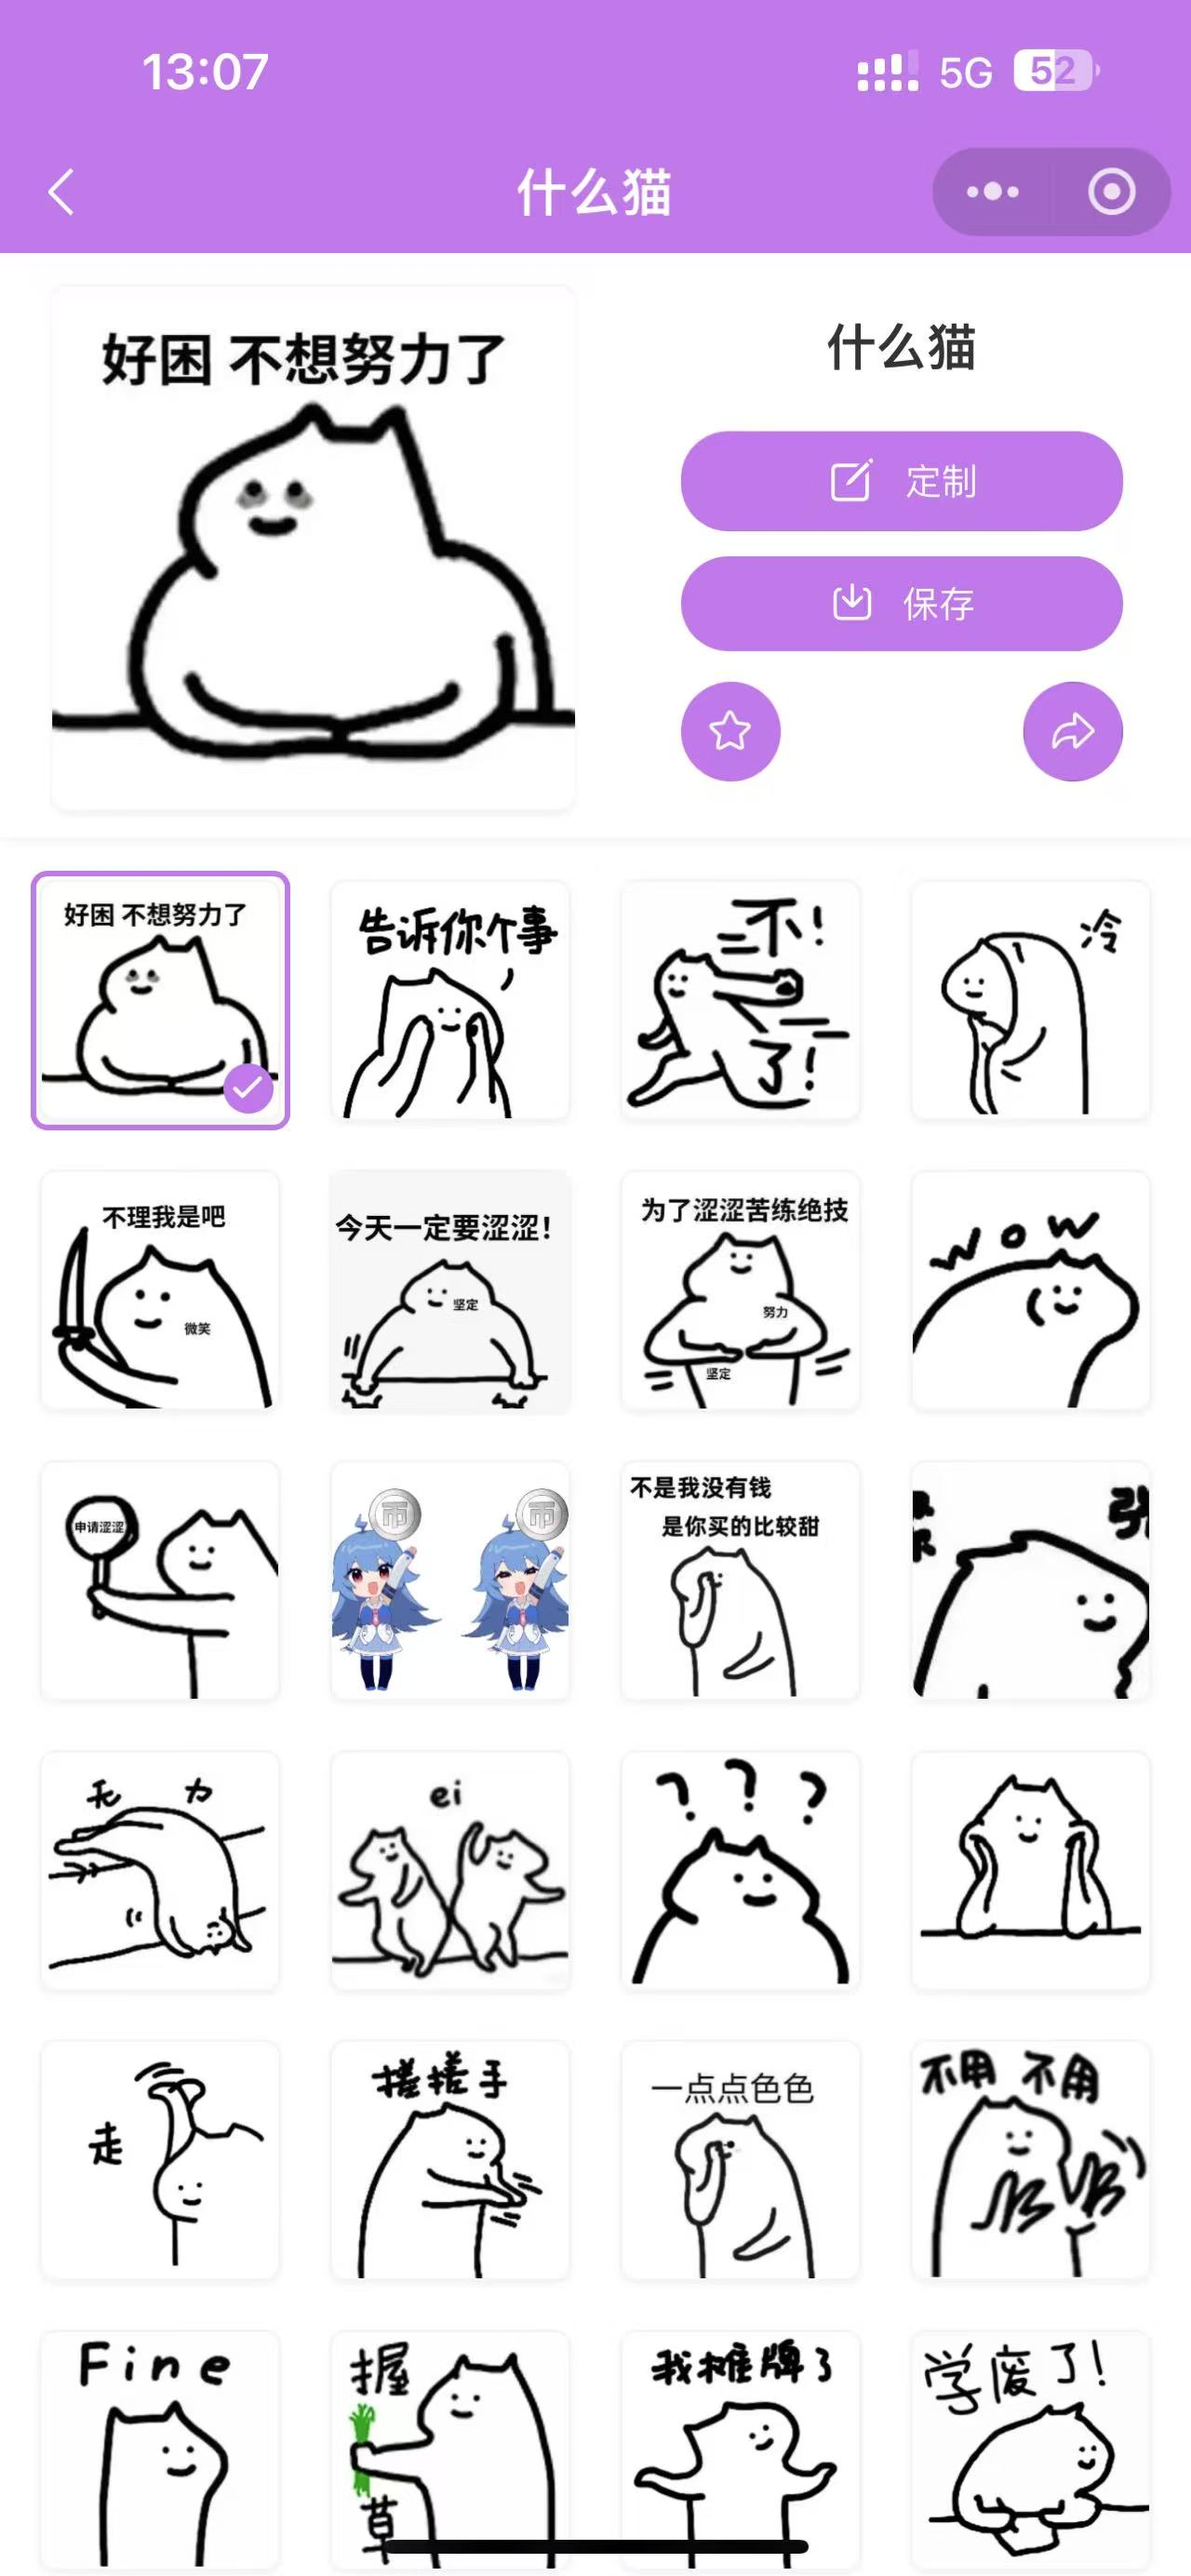 13:07
5G
52
什么猫
好困 不想努力了
什么猫
定制
保存
好困 不想努力了
告诉你个事
不!
了!
冷
不理我是吧
微笑
今天一定要涩涩!
坚定
为了涩涩苦练绝技
努力
坚定
WOW
申请涩涩
币
币
不是我没有钱
是你买的比较甜
无 力
ei
? ? ?
走
搓搓手
一点点色色
不用 不用
Fine
握
草
我摊牌了
学废了!